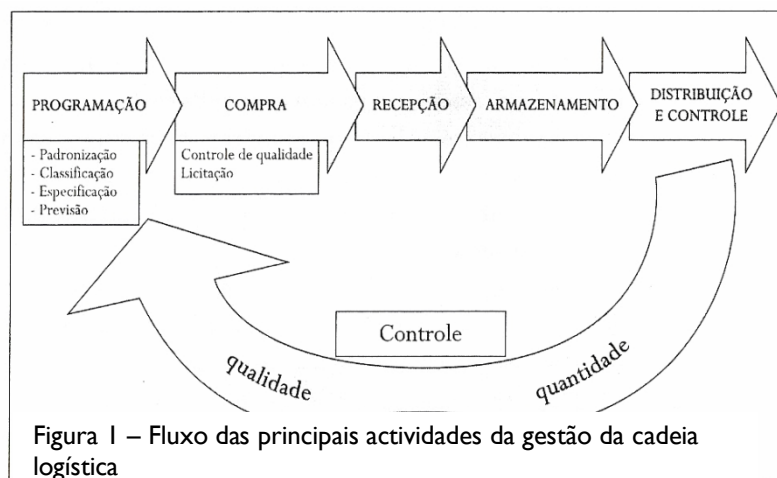 PROGRAMAÇÃO
COMPRA
RECEPÇÃO
ARMAZENAMENTO
DISTRIBUIÇÃO
E CONTROLE
- Padronização
- Classificação
- Especificação
- Previsão
Controle de qualidade
Licitação
Controle
qualidade
quantidade
Figura 1 – Fluxo das principais actividades da gestão da cadeia
logística